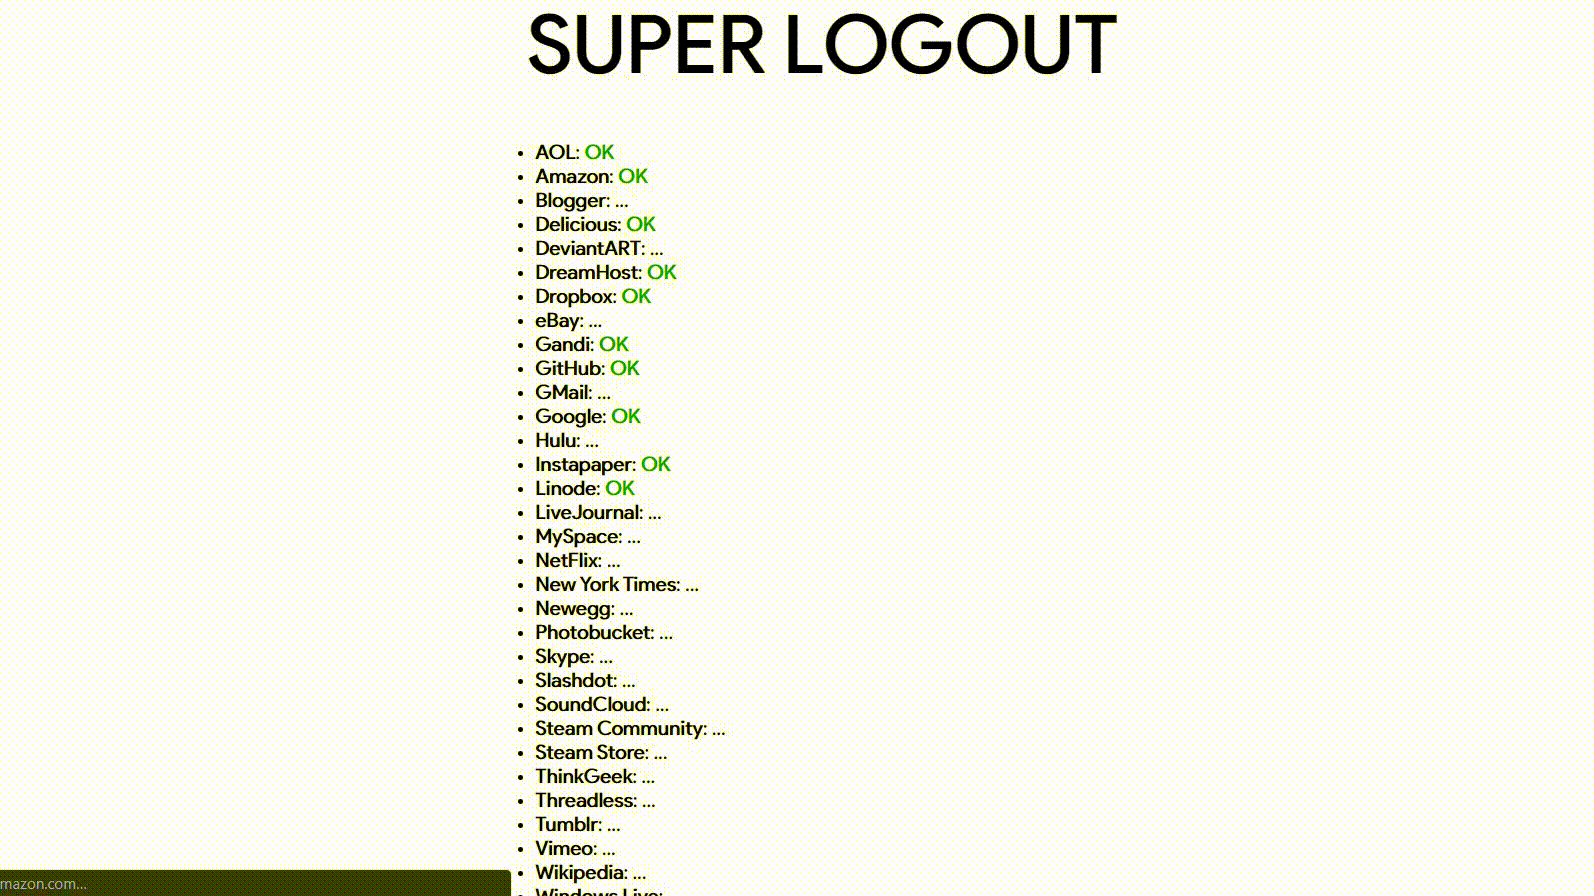 SUPER LOGOUT
• AOL: OK
• Amazon: OK
• Blogger: ...
• Delicious: OK
• DeviantART: ...
• DreamHost: OK
• Dropbox: OK
• eBay: ...
• Gandi: OK
• GitHub: OK
• GMail: ...
• Google: OK
• Hulu: ...
• Instapaper: OK
• Linode: OK
• LiveJournal: ...
• MySpace: ...
• NetFlix: ...
• New York Times: ...
• Newegg: ...
• Photobucket: ...
• Skype: ...
• Slashdot: ...
• SoundCloud: ...
• Steam Community: ...
• Steam Store: ...
• ThinkGeek: ...
• Threadless: ...
• Tumblr: ...
• Vimeo: ...
• Wikipedia: ...
• Windows Live:
mazon.com...